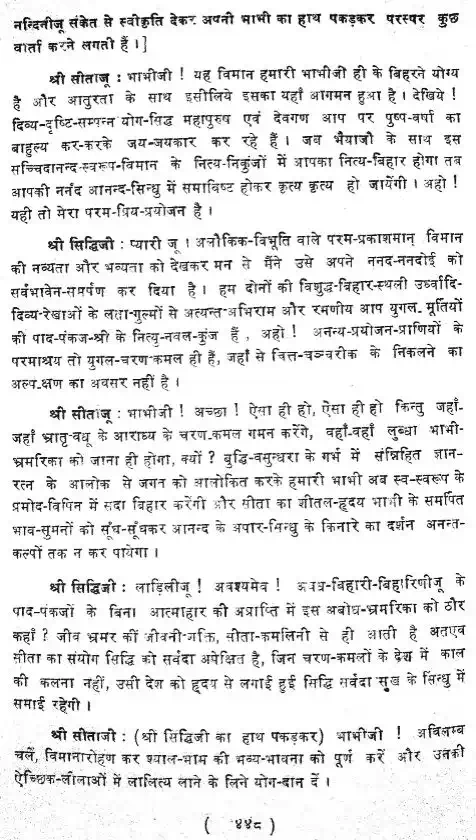 नन्दिनीजू संकेत से स्वीकृति देकर अपनी भाभी का हाथ पकड़कर परस्पर कुछ
वार्ता करने लगती हैं।]
श्री सीताजू : भाभीजी ! यह विमान हमारी भाभीजी ही के बिहरने योग्य
है और आतुरता के साथ इसीलिये इसका यहाँ आगमन हुआ है। देखिये !
दिव्य-दृष्टि-सम्पन्न योग-सिद्ध महापुरुष एवं देवगण आप पर पुष्प-वर्षा का
बाहुल्य कर-करके जय-जयकार कर रहे हैं। जब भैयाजी के साथ इस
सच्चिदानन्द-स्वरूप-विमान के नित्य-निकुंजों में आपका नित्य-बिहार होगा तब
आपकी ननँद आनन्द-सिन्धु में समाविष्ट होकर कृत्य कृत्य हो जायेंगी। अहो !
यही तो मेरा परम-प्रिय-प्रयोजन है।
श्री सिद्धिजी : प्यारी जू ! अलौकिक-विभूति वाले परम-प्रकाशमान् विमान
की नव्यता और भव्यता को देखकर मन से मैंने उसे अपने ननद-ननदोई को
सर्वभावेन-समर्पण कर दिया है। हम दोनों की विशुद्ध-बिहार-स्थली उर्ध्वादि-
दिव्य-रेखाओं के लता-गुल्मों से अत्यन्त-अभिराम और रमणीय आप युगल-मूर्तियों
की पाद-पंकज-श्री के नित्य-नवल-कुंज हैं, अहो ! अनन्य-प्रयोजन-प्राणियों के
परमाश्रय तो युगल-चरण-कमल ही हैं, जहाँ से चित्त-चञ्चरीक के निकलने का
अल्प-क्षण का अवसर नहीं है।
श्री सीताजू : भाभीजी ! अच्छा ! ऐसा ही हो, ऐसा ही हो किन्तु जहाँ-
जहाँ भ्रातृ-बधू के आराध्य के चरण-कमल गमन करेंगे, वहाँ-वहाँ लुब्धा भाभी-
भ्रमरिका को जाना ही होगा, क्यों ? बुद्धि-वसुन्धरा के गर्भ में सन्निहित ज्ञान-
रत्न के आलोक से जगत को आलोकित करके हमारी भाभी अब स्व-स्वरूप के
प्रमोद-विपिन में सदा बिहार करेंगी और सीता का शीतल-हृदय भाभी के समर्पित
भाव-सुमनों को सूँघ-सूँघकर आनन्द के अपार-सिन्धु के किनारे का दर्शन अनन्त-
कल्पों तक न कर पायेगा।
श्री सिद्धिजी : लाड़िलीजू ! अवश्यमेव ! अवध-बिहारी-बिहारिणीजू के
पाद-पंकजों के बिना आत्माहार की अप्राप्ति में इस अबोध-भ्रमरिका को ठौर
कहाँ ? जीव भ्रमर की जीवनी-शक्ति, सीता-कमलिनी से ही आती है अतएव
सीता का संयोग सिद्धि को सर्वदा अपेक्षित है, जिन चरण-कमलों के देश में काल
की कलना नहीं, उसी देश को हृदय से लगाई हुई सिद्धि सर्वदा सुख के सिन्धु में
समाई रहेगी।
श्री सीताजी : (श्री सिद्धिजी का हाथ पकड़कर) भाभीजी ! अविलम्ब
चलें, विमानारोहण कर श्याल-भाम की भव्य-भावना को पूर्ण करें और उनकी
ऐच्छिक-लीलाओं में लालित्य लाने के लिने योग-दान दें।
( ४४८ )